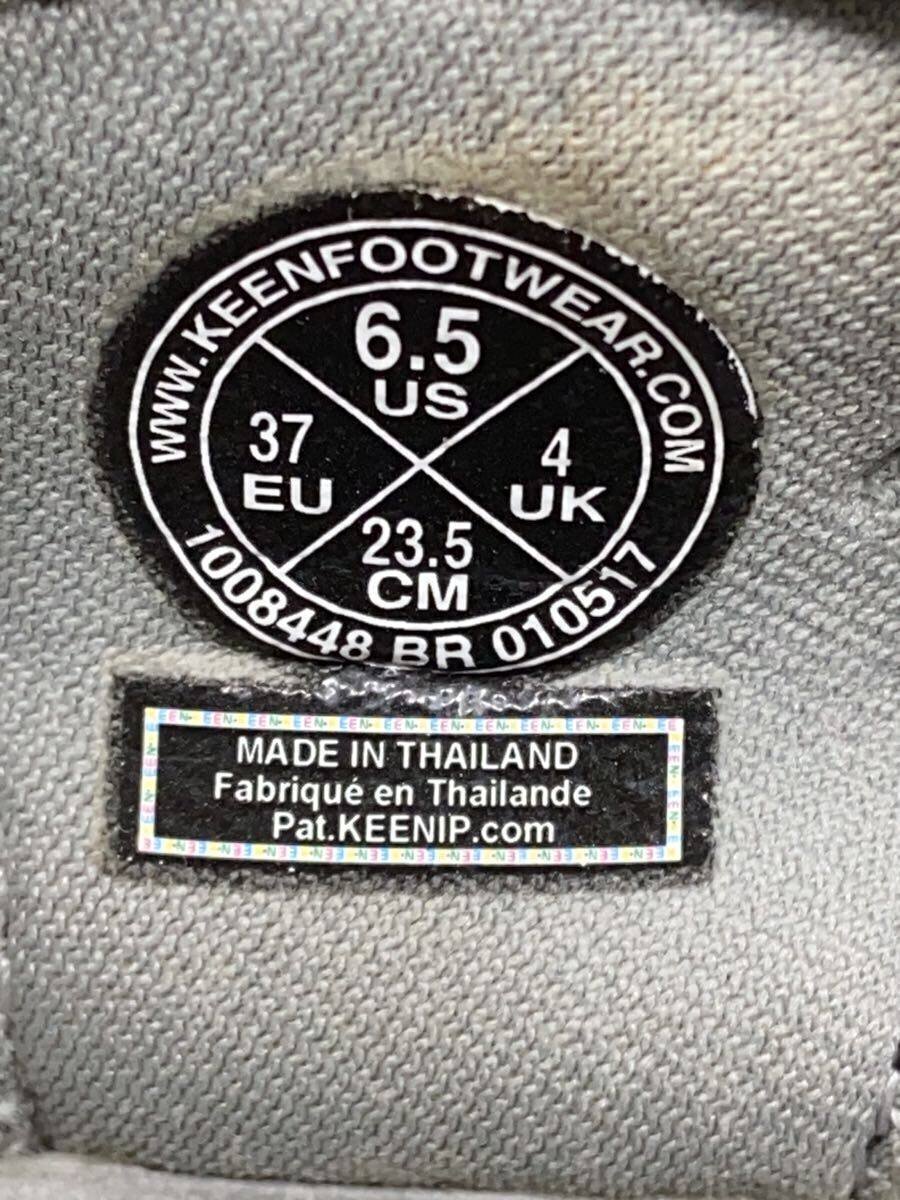 WWW.KEENFOOTWEAR.COM
6.5
US
37
EU
4
UK
23.5
CM
1008448 BR 010517
MADE IN THAILAND
Fabriqué en Thailande
Pat.KEENIP.com